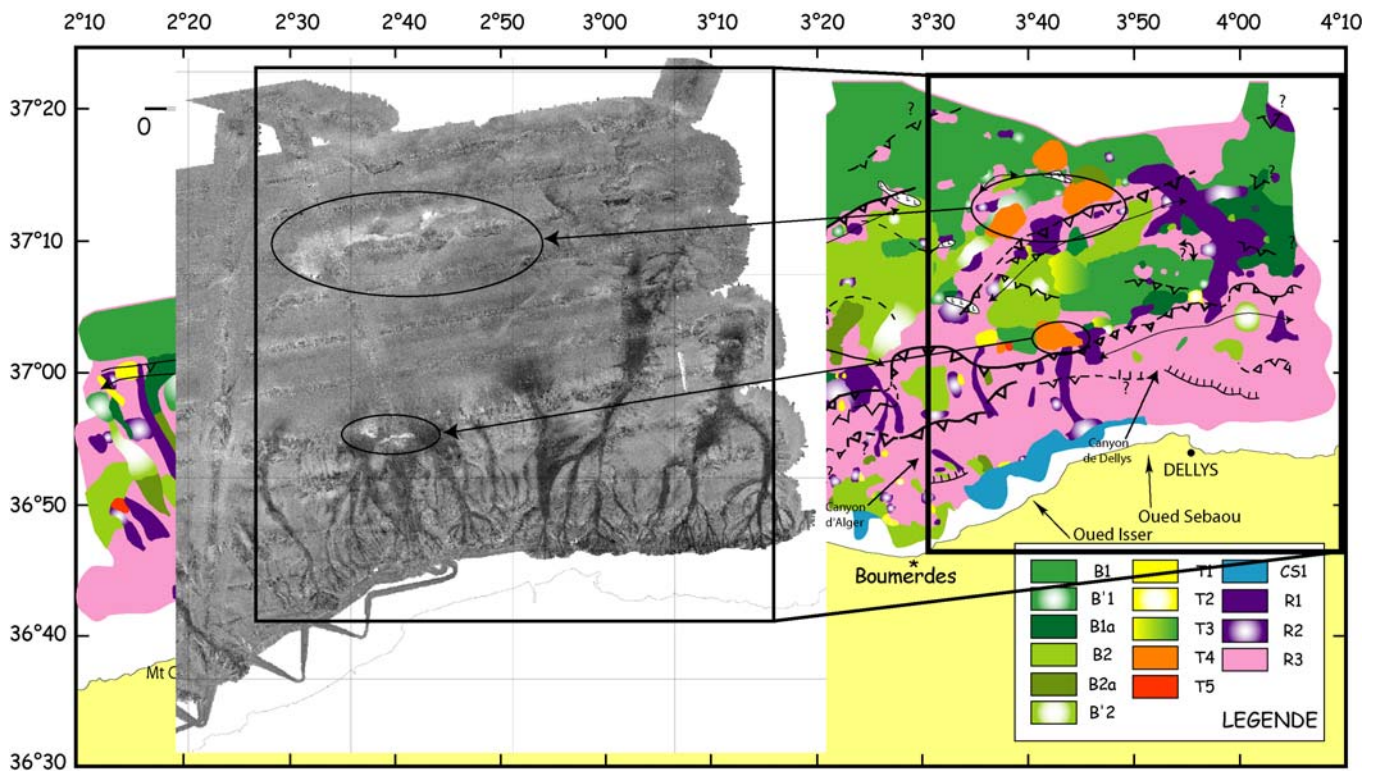 2°10 2°20 2°30 2°40 2°50 3°00 3°10 3°20 3°30 3°40 3°50 4°00 4°10
37°20
37°10
37°00
36°50
36°40
36°30
0
?
?
?
?
?
?
?
Canyon
de Dellys
DELLYS
Canyon
d'Alger
Oued Sebaou
Oued Isser
Boumerdes
*
Mt C
B1 T1 CS1
B'1 T2 R1
B1a T3 R2
B2 T4 R3
B2a T5
B'2
LEGENDE